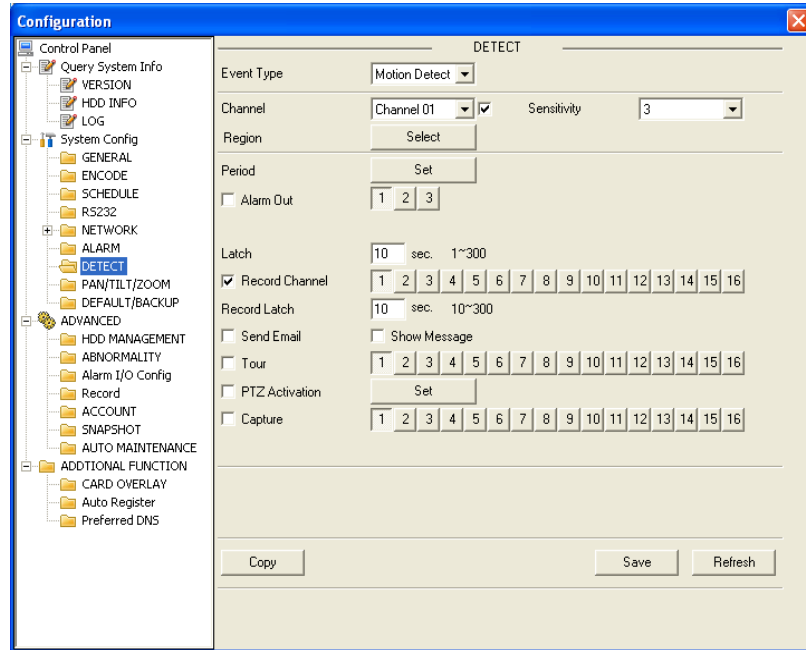 Configuration
Control Panel
Query System Info
VERSION
HDD INFO
LOG
System Config
GENERAL
ENCODE
SCHEDULE
RS232
NETWORK
ALARM
DETECT
PAN/TILT/ZOOM
DEFAULT/BACKUP
ADVANCED
HDD MANAGEMENT
ABNORMALITY
Alarm I/O Config
Record
ACCOUNT
SNAPSHOT
AUTO MAINTENANCE
ADDTIONAL FUNCTION
CARD OVERLAY
Auto Register
Preferred DNS
DETECT
Event Type Motion Detect
Channel Channel 01 Sensitivity 3
Region Select
Period Set
Alarm Out 1 2 3
Latch 10 sec. 1~300
Record Channel 1 2 3 4 5 6 7 8 9 10 11 12 13 14 15 16
Record Latch 10 sec. 10~300
Send Email Show Message
Tour 1 2 3 4 5 6 7 8 9 10 11 12 13 14 15 16
PTZ Activation Set
Capture 1 2 3 4 5 6 7 8 9 10 11 12 13 14 15 16
Copy Save Refresh